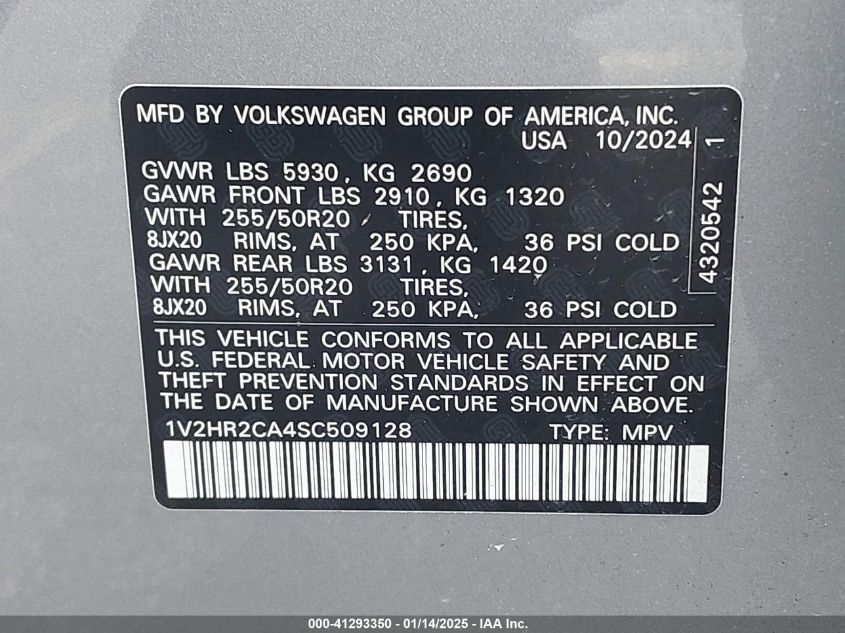 MFD BY VOLKSWAGEN GROUP OF AMERICA, INC.
USA 10/2024
GVWR LBS 5930, KG 2690
GAWR FRONT LBS 2910, KG 1320
WITH 255/50R20 TIRES,
8JX20 RIMS, AT 250 KPA, 36 PSI COLD
GAWR REAR LBS 3131, KG 1420
WITH 255/50R20 TIRES,
8JX20 RIMS, AT 250 KPA, 36 PSI COLD
4320542 1
THIS VEHICLE CONFORMS TO ALL APPLICABLE
U.S. FEDERAL MOTOR VEHICLE SAFETY AND
THEFT PREVENTION STANDARDS IN EFFECT ON
THE DATE OF MANUFACTURE SHOWN ABOVE.
1V2HR2CA4SC509128 TYPE: MPV
000-41293350 - 01/14/2025 - IAA Inc.